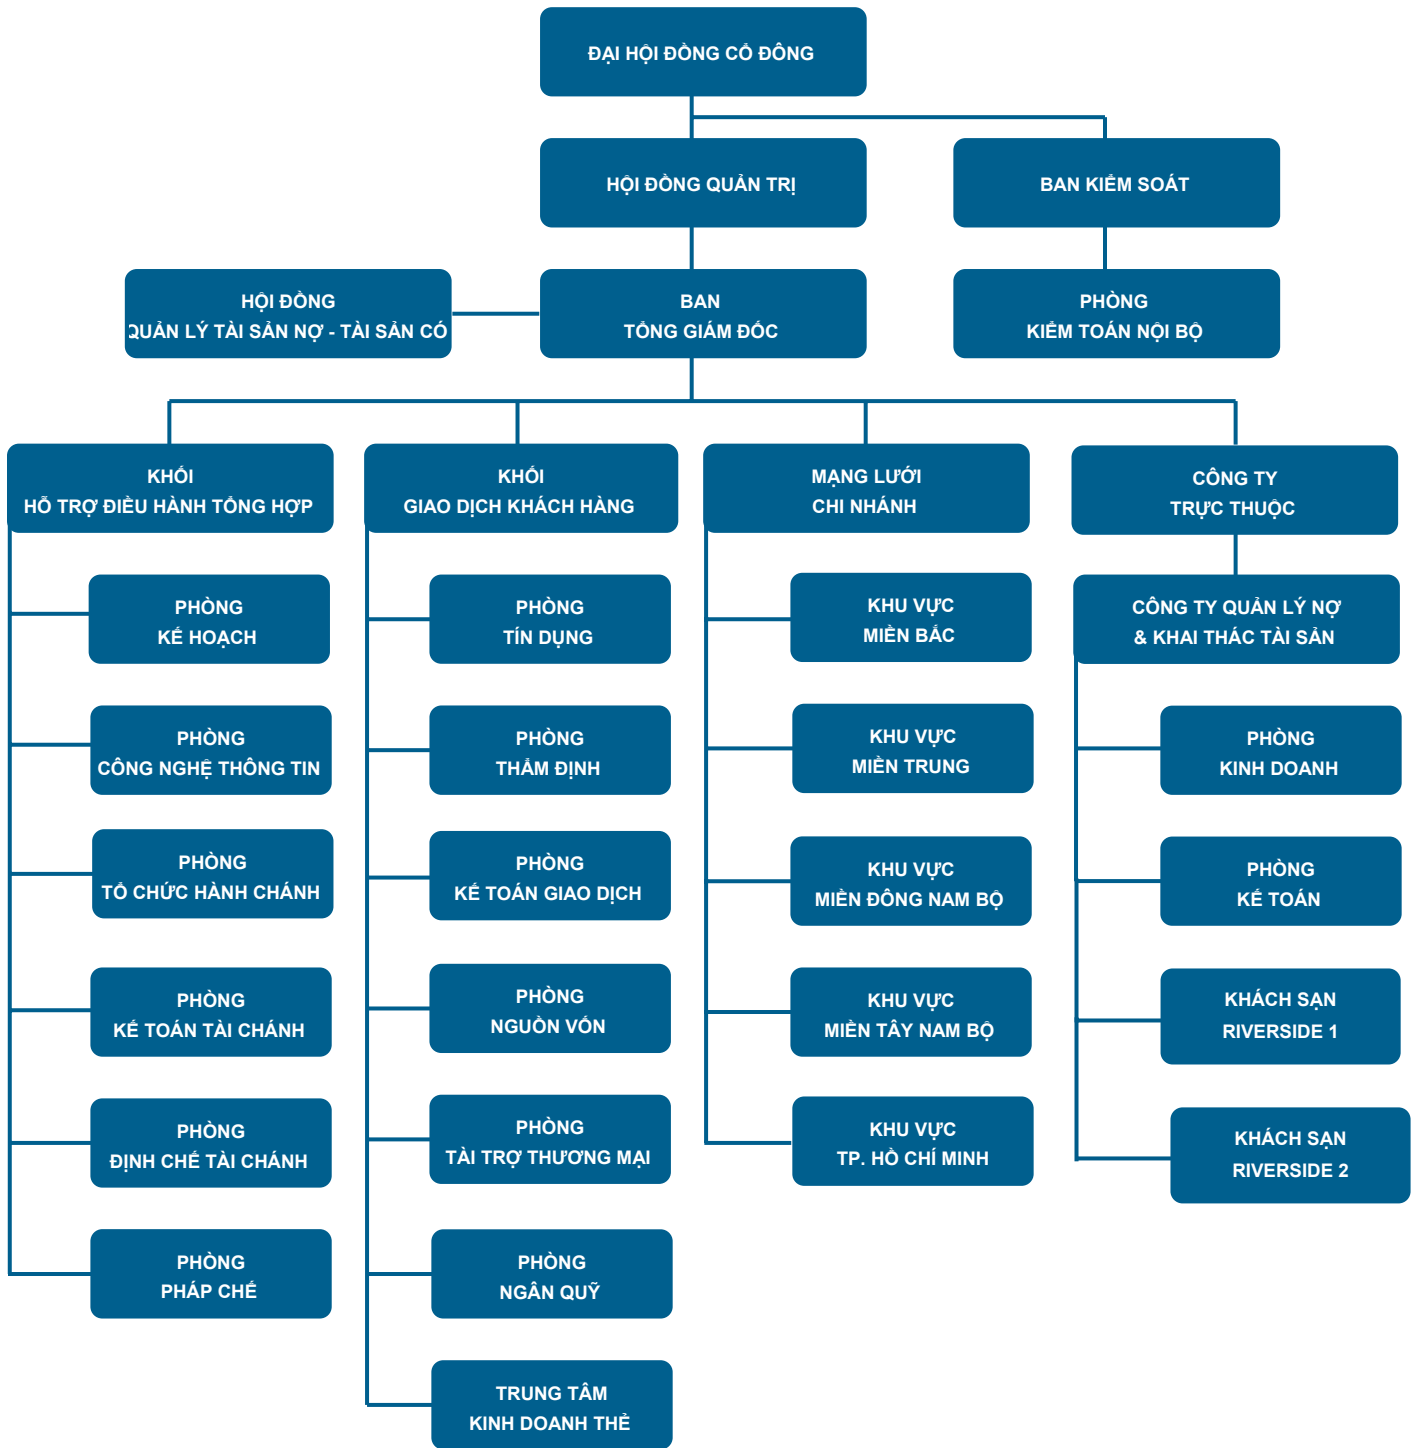 ĐẠI HỘI ĐỒNG CỔ ĐÔNG
HỘI ĐỒNG QUẢN TRỊ
BAN KIỂM SOÁT
HỘI ĐỒNG
QUẢN LÝ TÀI SẢN NỢ - TÀI SẢN CÓ
BAN
TỔNG GIÁM ĐỐC
PHÒNG
KIỂM TOÁN NỘI BỘ
KHỐI
HỖ TRỢ ĐIỀU HÀNH TỔNG HỢP
PHÒNG
KẾ HOẠCH
PHÒNG
CÔNG NGHỆ THÔNG TIN
PHÒNG
TỔ CHỨC HÀNH CHÁNH
PHÒNG
KẾ TOÁN TÀI CHÁNH
PHÒNG
ĐỊNH CHẾ TÀI CHÁNH
PHÒNG
PHÁP CHẾ
KHỐI
GIAO DỊCH KHÁCH HÀNG
PHÒNG
TÍN DỤNG
PHÒNG
THẨM ĐỊNH
PHÒNG
KẾ TOÁN GIAO DỊCH
PHÒNG
NGUỒN VỐN
PHÒNG
TÀI TRỢ THƯƠNG MẠI
PHÒNG
NGÂN QUỸ
TRUNG TÂM
KINH DOANH THẺ
MẠNG LƯỚI
CHI NHÁNH
KHU VỰC
MIỀN BẮC
KHU VỰC
MIỀN TRUNG
KHU VỰC
MIỀN ĐÔNG NAM BỘ
KHU VỰC
MIỀN TÂY NAM BỘ
KHU VỰC
TP. HỒ CHÍ MINH
CÔNG TY
TRỰC THUỘC
CÔNG TY QUẢN LÝ NỢ
& KHAI THÁC TÀI SẢN
PHÒNG
KINH DOANH
PHÒNG
KẾ TOÁN
KHÁCH SẠN
RIVERSIDE 1
KHÁCH SẠN
RIVERSIDE 2